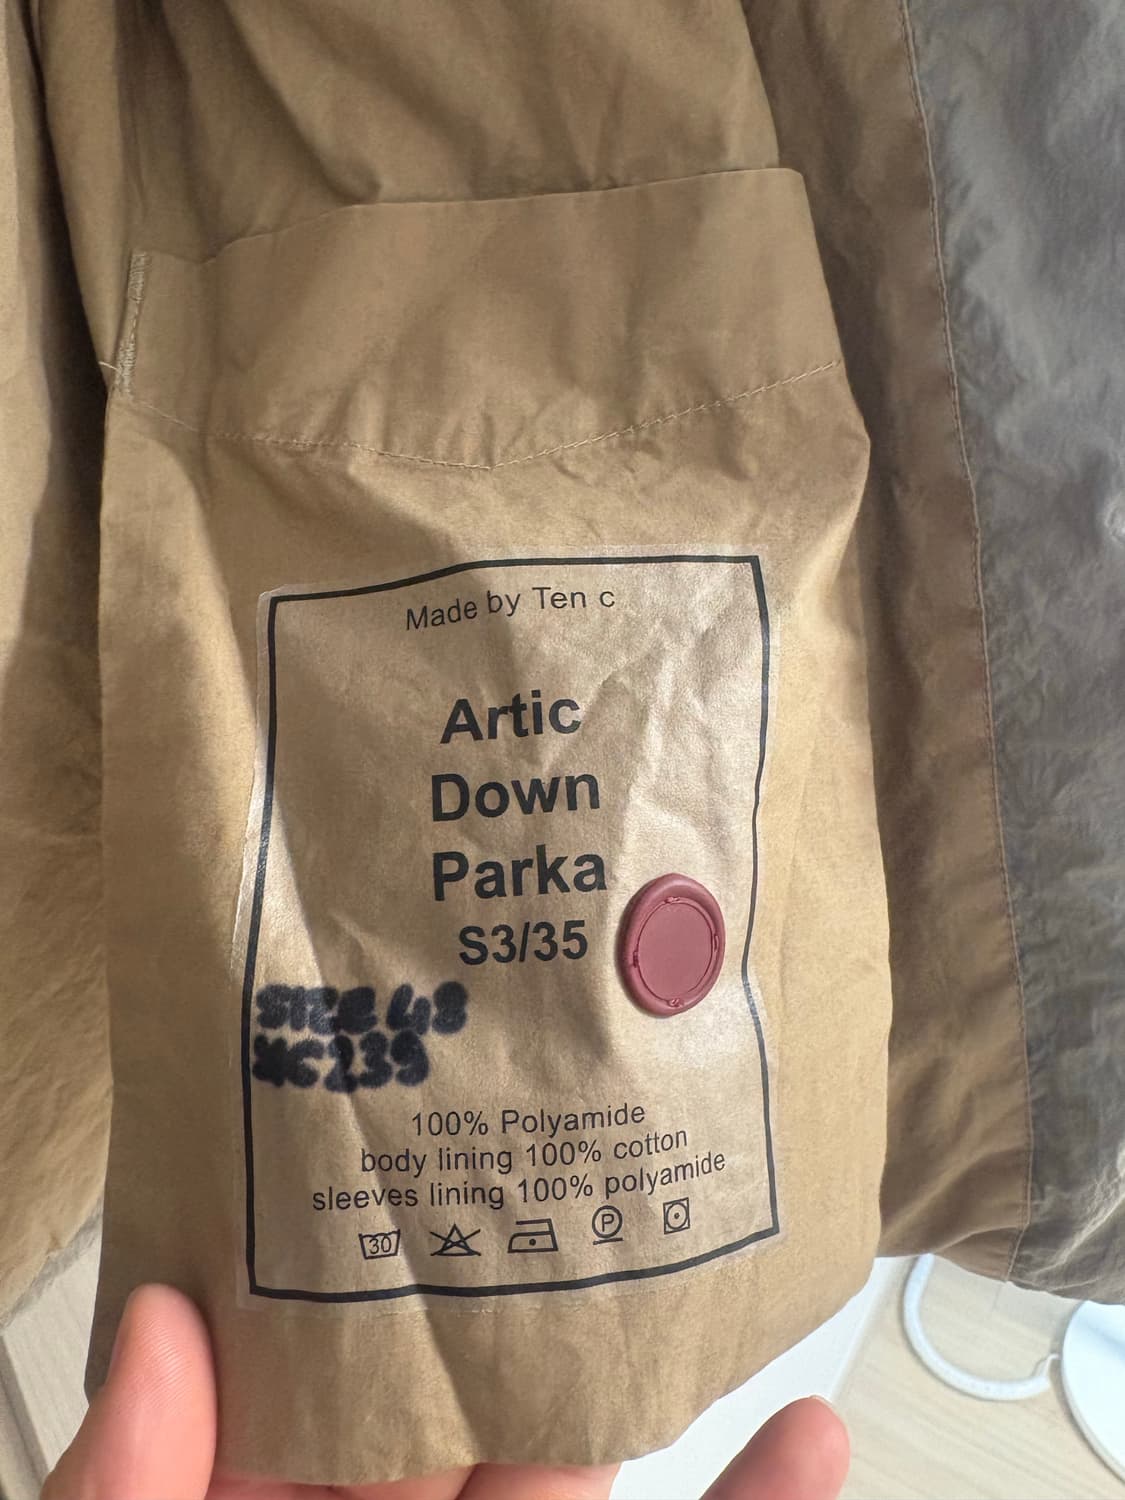 Made by Ten c
Artic
Down
Parka
S3/35
SIZE 48
100% Polyamide
body lining 100% cotton
sleeves lining 100% polyamide
30 P